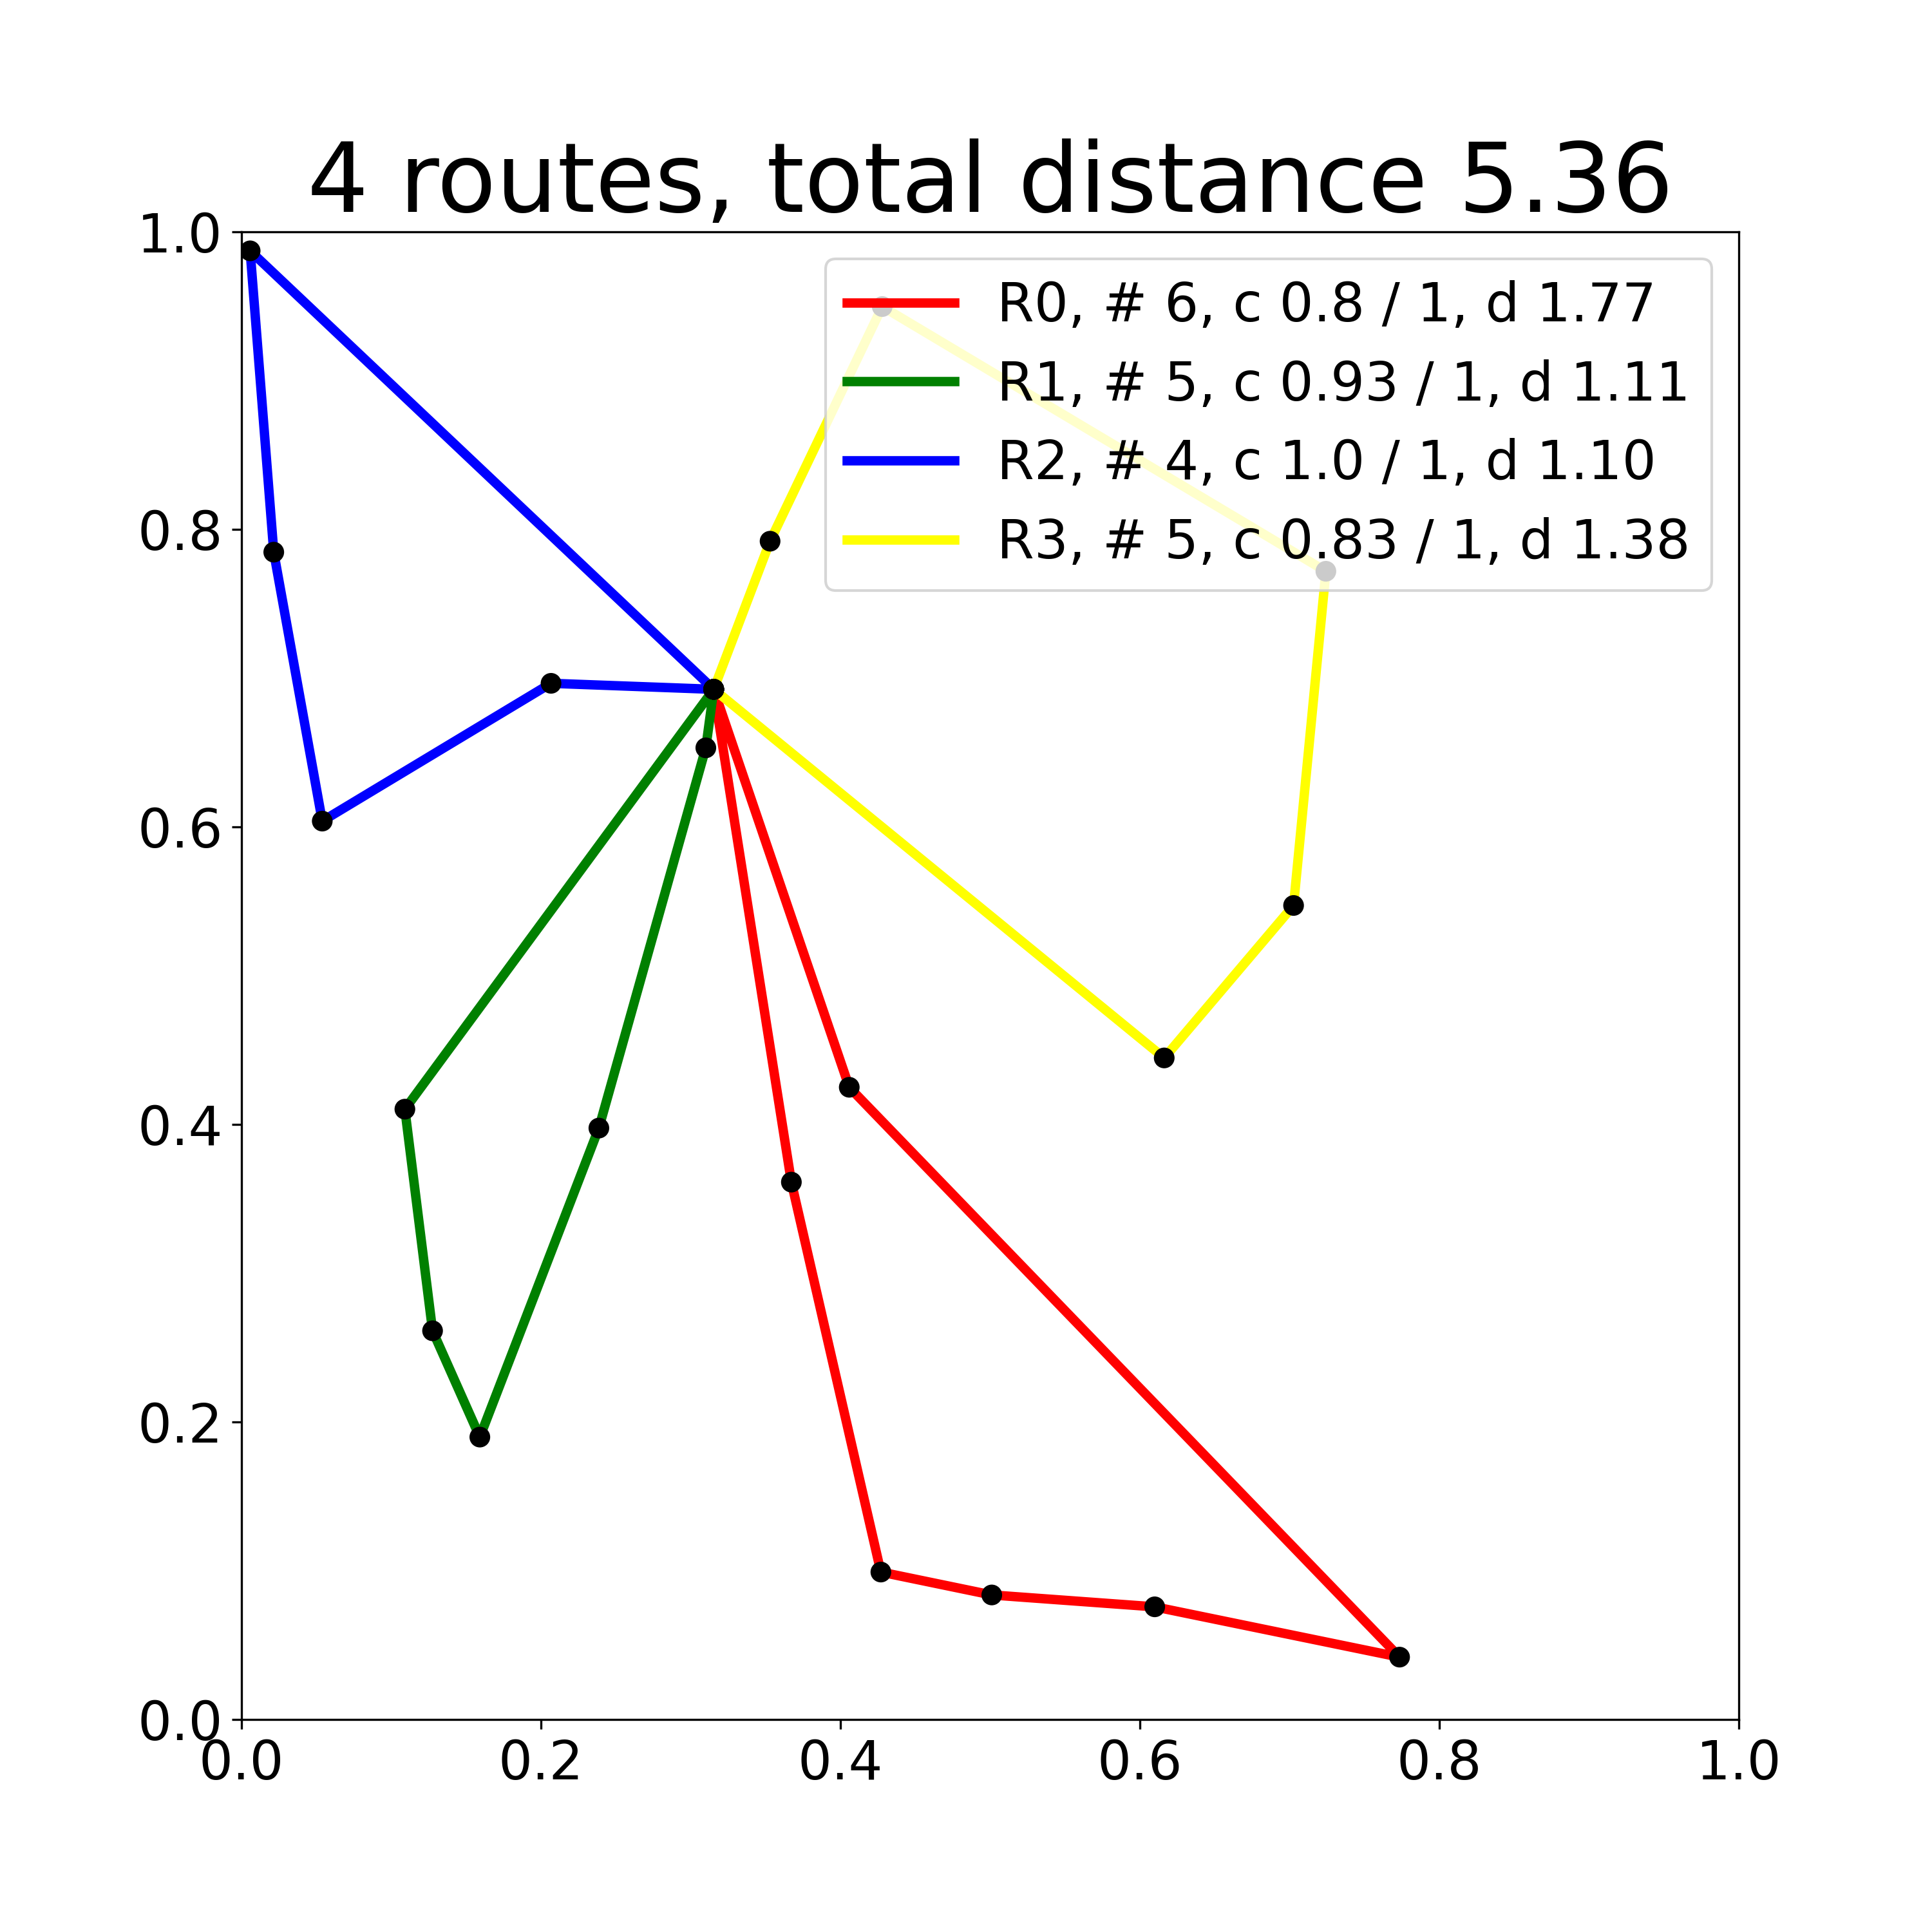 4 routes, total distance 5.36
R0, # 6, c 0.8 / 1, d 1.77
R1, # 5, c 0.93 / 1, d 1.11
R2, # 4, c 1.0 / 1, d 1.10
R3, # 5, c 0.83 / 1, d 1.38
1.0
0.8
0.6
0.4
0.2
0.0
0.0 0.2 0.4 0.6 0.8 1.0